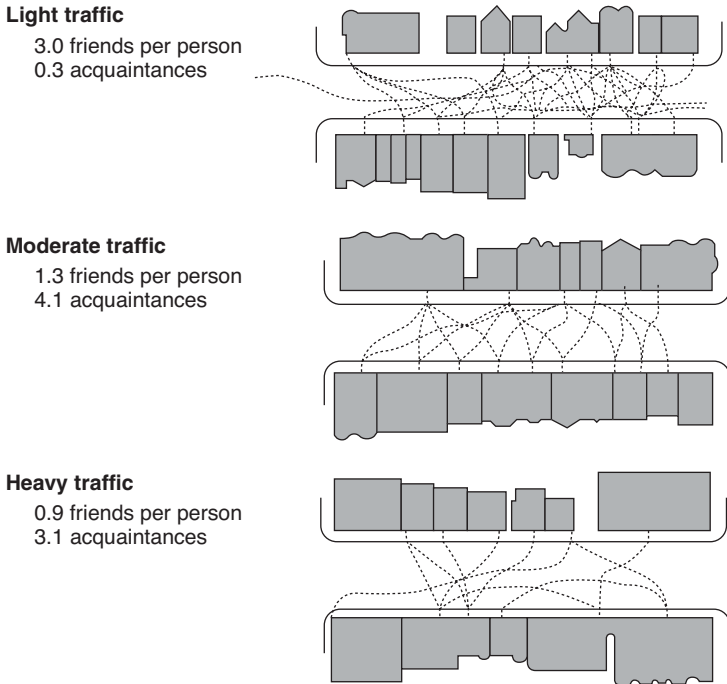 Light traffic
3.0 friends per person
0.3 acquaintances
Moderate traffic
1.3 friends per person
4.1 acquaintances
Heavy traffic
0.9 friends per person
3.1 acquaintances